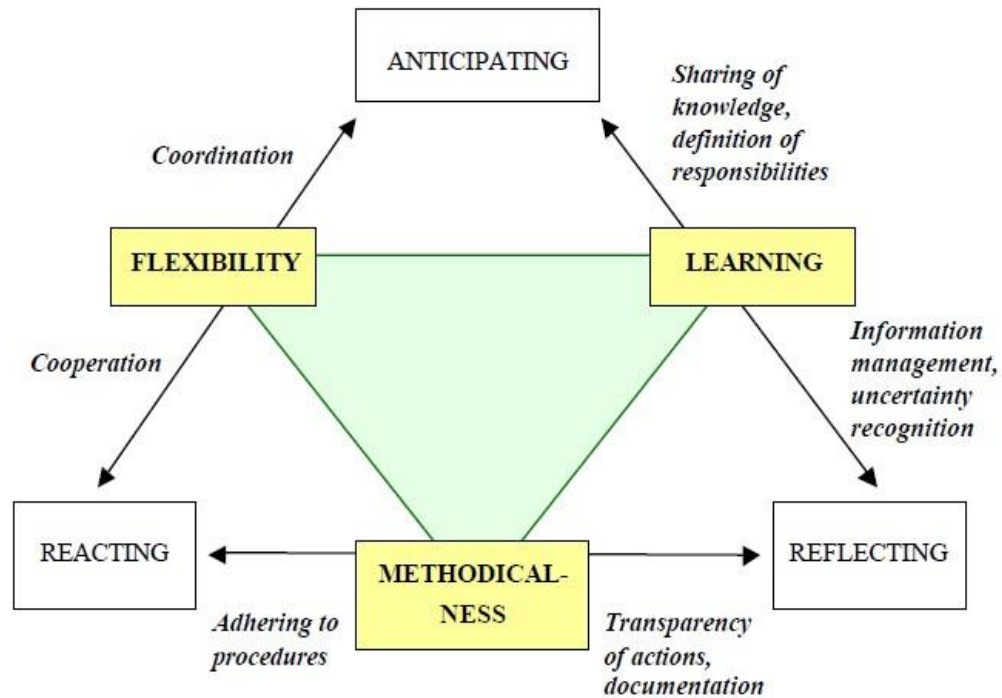 ANTICIPATING
Sharing of
knowledge,
definition of
responsibilities
Coordination
FLEXIBILITY
LEARNING
Cooperation
Information
management,
uncertainty
recognition
REACTING
METHODICAL-
NESS
REFLECTING
Adhering to
procedures
Transparency
of actions,
documentation